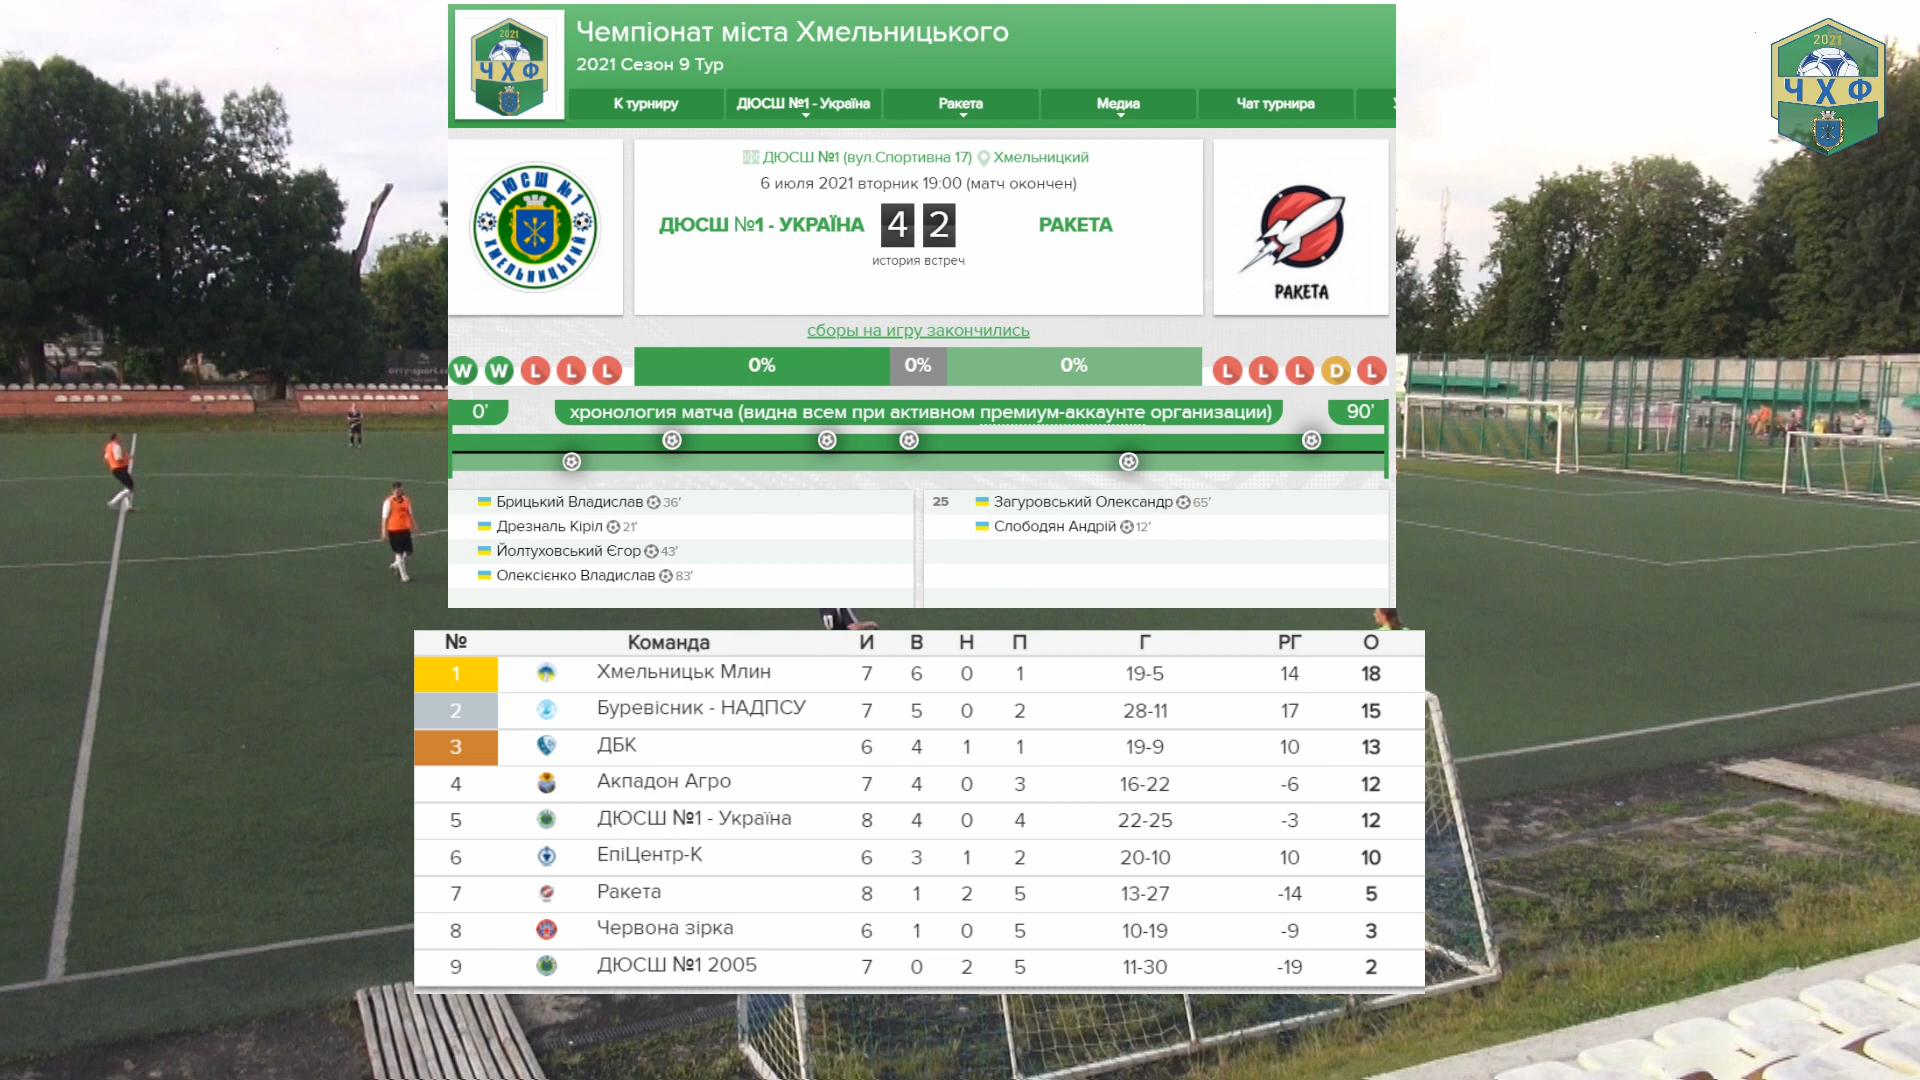 2021
ЧХФ
Чемпіонат міста Хмельницького
2021 Сезон 9 Тур
К турниру
ДЮСШ №1 - Україна
Ракета
Медиа
Чат турнира
2021
ЧХФ
ДЮСШ №1 (вул.Спортивна 17) Хмельницкий
6 июля 2021 вторник 19:00 (матч окончен)
ДЮСШ №1 - УКРАЇНА 4 2 РАКЕТА
история встреч
ДЮСШ №1
ХМЕЛЬНИЦЬКИЙ
РАКЕТА
сборы на игру закончились
W W L L L 0% 0% 0% L L L D L
0' хронология матча (видна всем при активном премиум-аккаунте организации) 90'
Брицький Владислав 36'
Дрезналь Кіріл 21'
Йолтуховський Єгор 43'
Олексієнко Владислав 83'
25 Загуровський Олександр 65'
Слободян Андрій 12'
№ Команда И В Н П Г РГ О
1 Хмельницьк Млин 7 6 0 1 19-5 14 18
2 Буревісник - НАДПСУ 7 5 0 2 28-11 17 15
3 ДБК 6 4 1 1 19-9 10 13
4 Акпадон Агро 7 4 0 3 16-22 -6 12
5 ДЮСШ №1 - Україна 8 4 0 4 22-25 -3 12
6 ЕпіЦентр-К 6 3 1 2 20-10 10 10
7 Ракета 8 1 2 5 13-27 -14 5
8 Червона зірка 6 1 0 5 10-19 -9 3
9 ДЮСШ №1 2005 7 0 2 5 11-30 -19 2